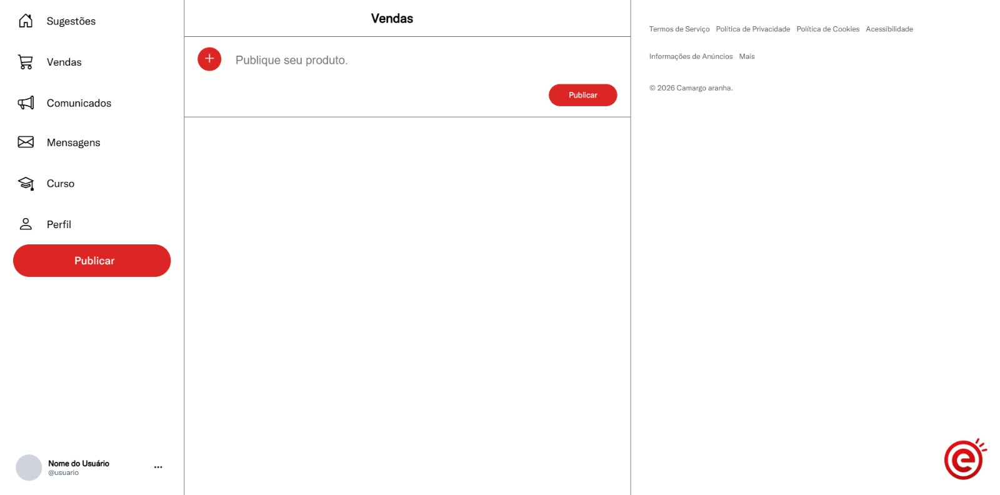 Sugestões
Vendas
Comunicados
Mensagens
Curso
Perfil
Publicar
Nome do Usuário
@usuario
...
Vendas
Publique seu produto.
Publicar
Termos de Serviço Política de Privacidade Política de Cookies Acessibilidade
Informações de Anúncios Mais
© 2026 Camargo aranha.
e